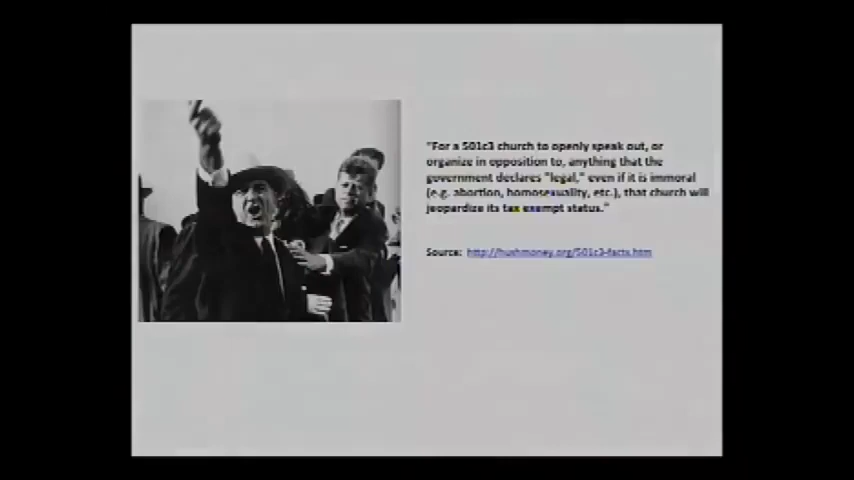 "For a 501c3 church to openly speak out, or
organize in opposition to, anything that the
government declares "legal," even if it is immoral
(e.g. abortion, homosexuality, etc.), that church will
jeopardize its tax exempt status."
Source: http://hushmoney.org/501c3-facts.htm